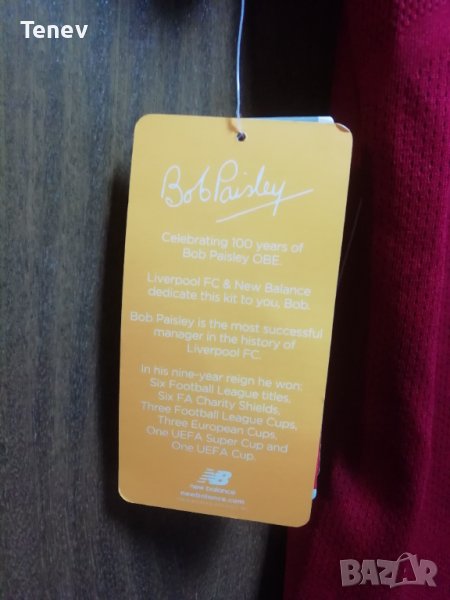 Tenev
Bob Paisley
Celebrating 100 years of
Bob Paisley OBE.
Liverpool FC & New Balance
dedicate this kit to you, Bob.
Bob Paisley is the most successful
manager in the history of
Liverpool FC.
In his nine-year reign he won:
Six Football League titles,
Six FA Charity Shields,
Three Football League Cups,
Three European Cups,
One UEFA Super Cup and
One UEFA Cup.
NB
new balance
newbalance.com
BAZAR